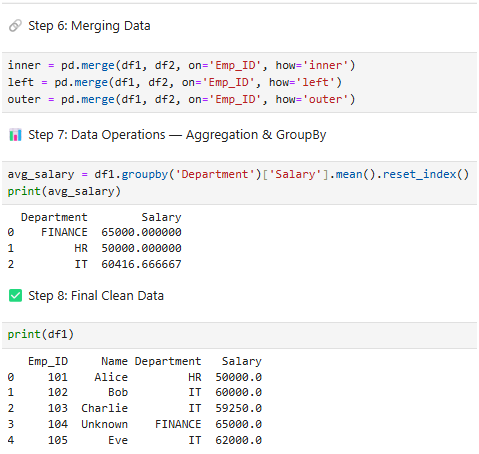 🔗 Step 6: Merging Data
inner = pd.merge(df1, df2, on='Emp_ID', how='inner')
left = pd.merge(df1, df2, on='Emp_ID', how='left')
outer = pd.merge(df1, df2, on='Emp_ID', how='outer')
📊 Step 7: Data Operations — Aggregation & GroupBy
avg_salary = df1.groupby('Department')['Salary'].mean().reset_index()
print(avg_salary)
  Department        Salary
0    FINANCE  65000.000000
1         HR  50000.000000
2         IT  60416.666667
✅ Step 8: Final Clean Data
print(df1)
   Emp_ID     Name Department   Salary
0     101    Alice         HR  50000.0
1     102      Bob         IT  60000.0
2     103  Charlie         IT  59250.0
3     104  Unknown    FINANCE  65000.0
4     105      Eve         IT  62000.0